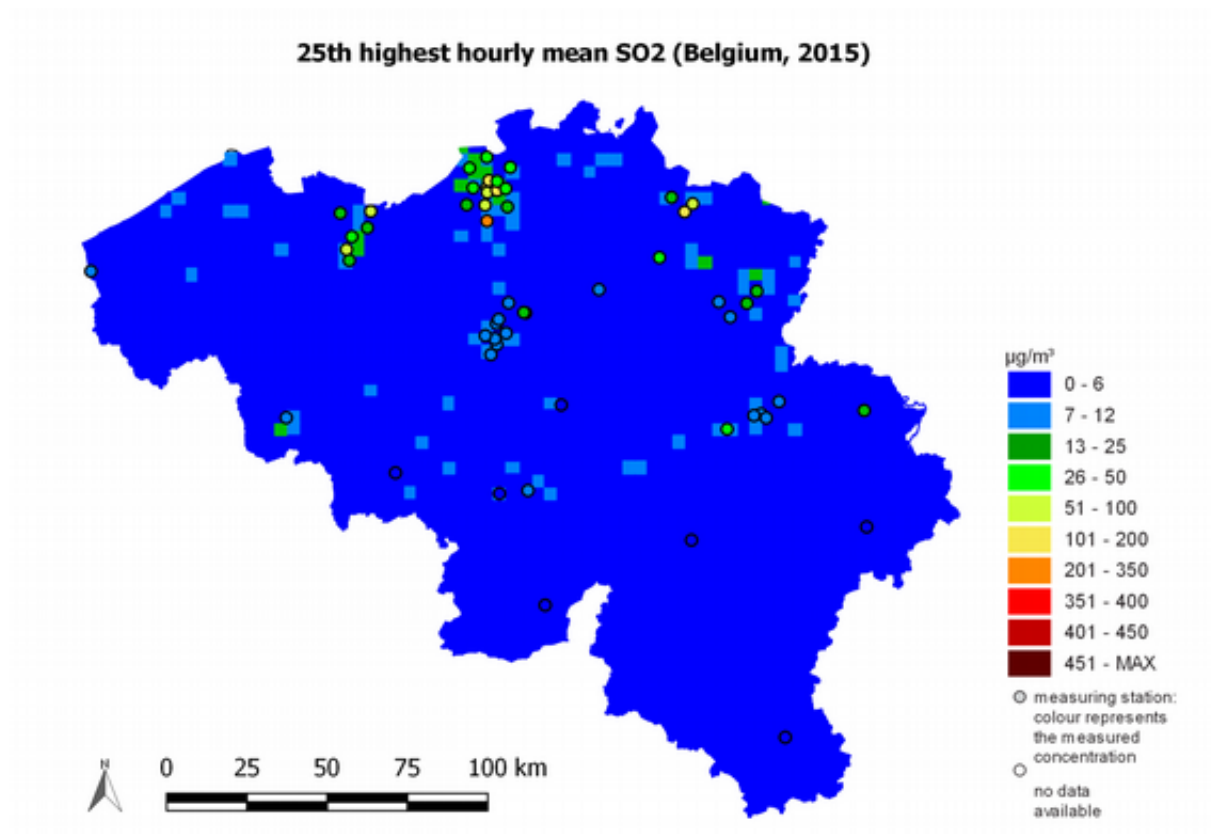 25th highest hourly mean SO2 (Belgium, 2015)
µg/m³
0 - 6
7 - 12
13 - 25
26 - 50
51 - 100
101 - 200
201 - 350
351 - 400
401 - 450
451 - MAX
measuring station:
colour represents
the measured
concentration
no data
available
N
0 25 50 75 100 km